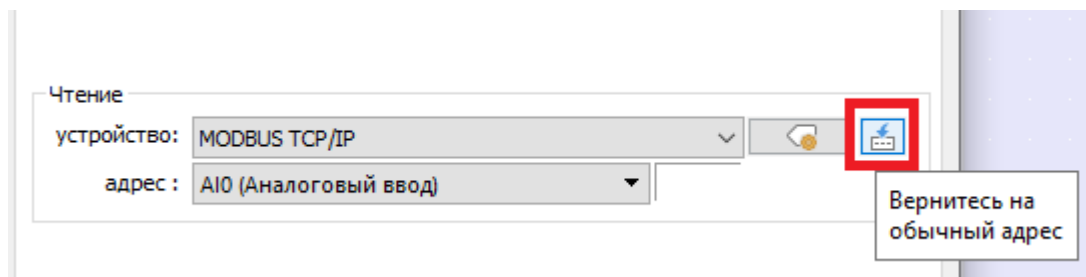 Чтение
устройство: MODBUS TCP/IP
адрес : AI0 (Аналоговый ввод)
Вернитесь на
обычный адрес